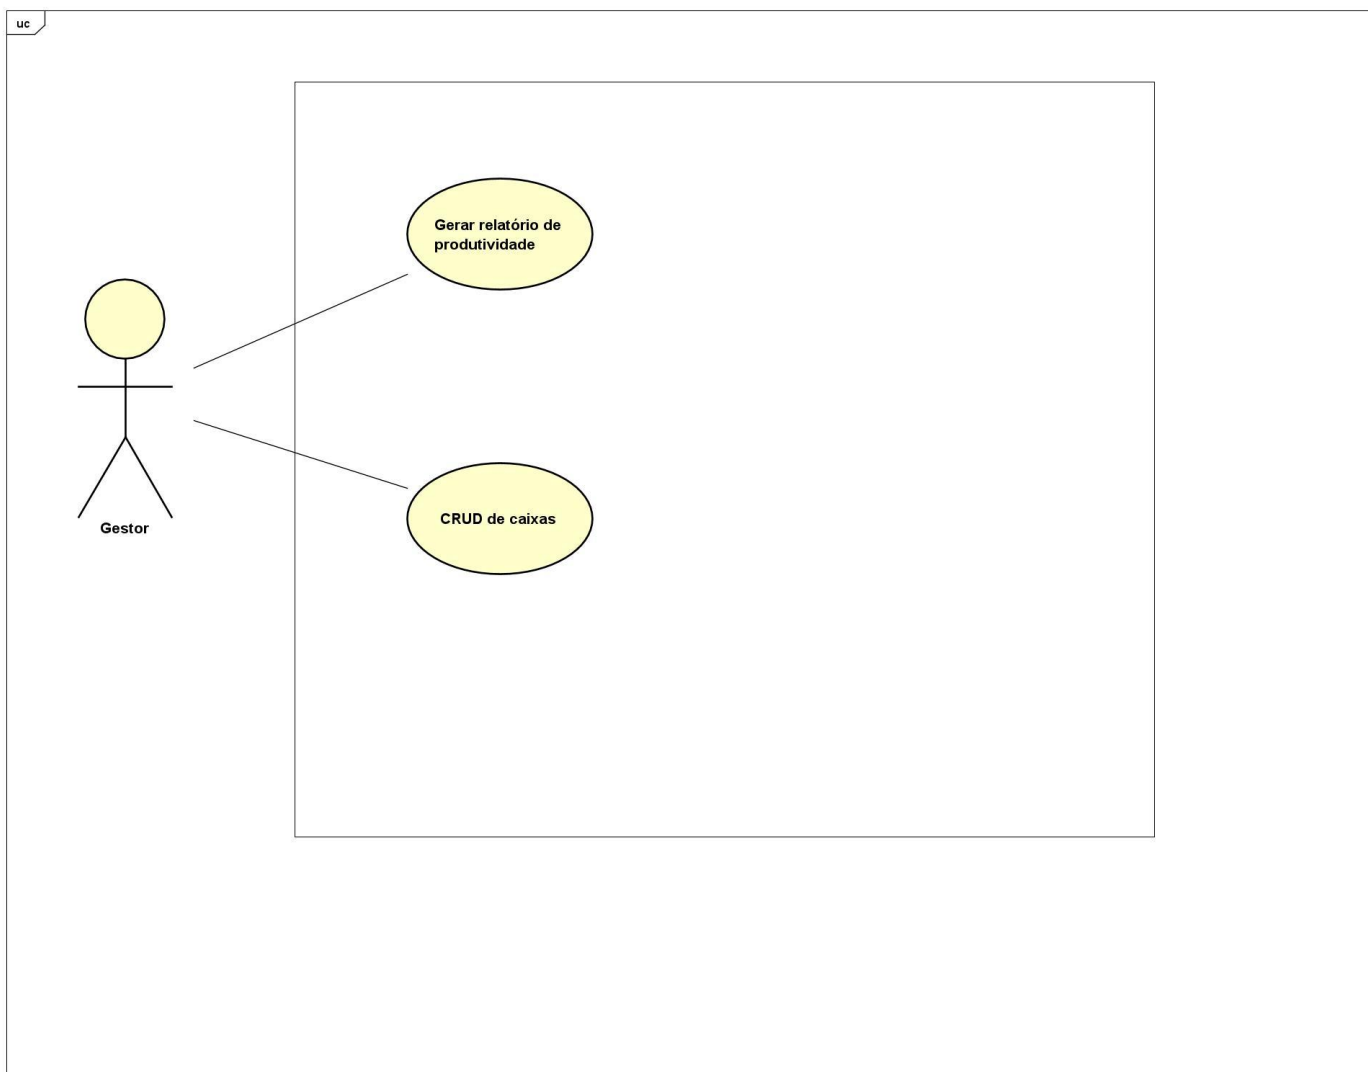 uc
Gerar relatório de
produtividade
Gestor
CRUD de caixas